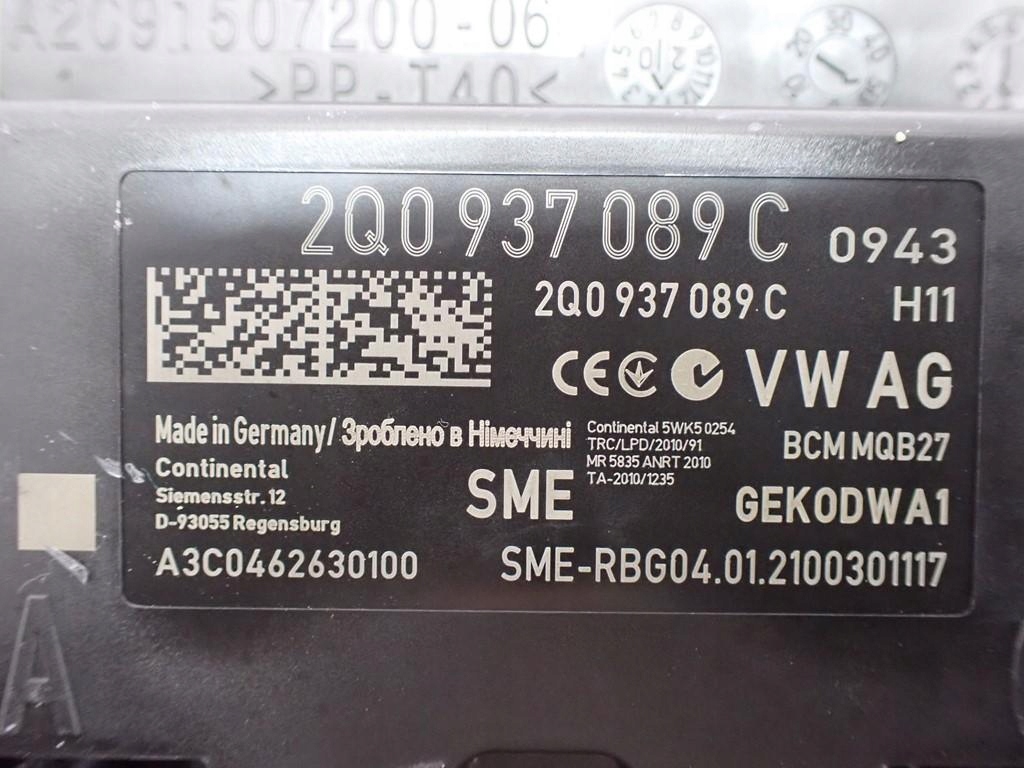 A2C91507200-06
>PP-T40<
2Q0 937 089 C 0943
2Q0 937 089 C H11
CE VW AG
Made in Germany/ Зроблено в Німеччині
Continental 5WK5 0254
TRC/LPD/2010/91
MR 5835 ANRT 2010
TA-2010/1235
BCM MQB27
Continental
Siemensstr. 12
D-93055 Regensburg
SME
GEKODWA1
A3C0462630100
SME-RBG04.01.2100301117
A